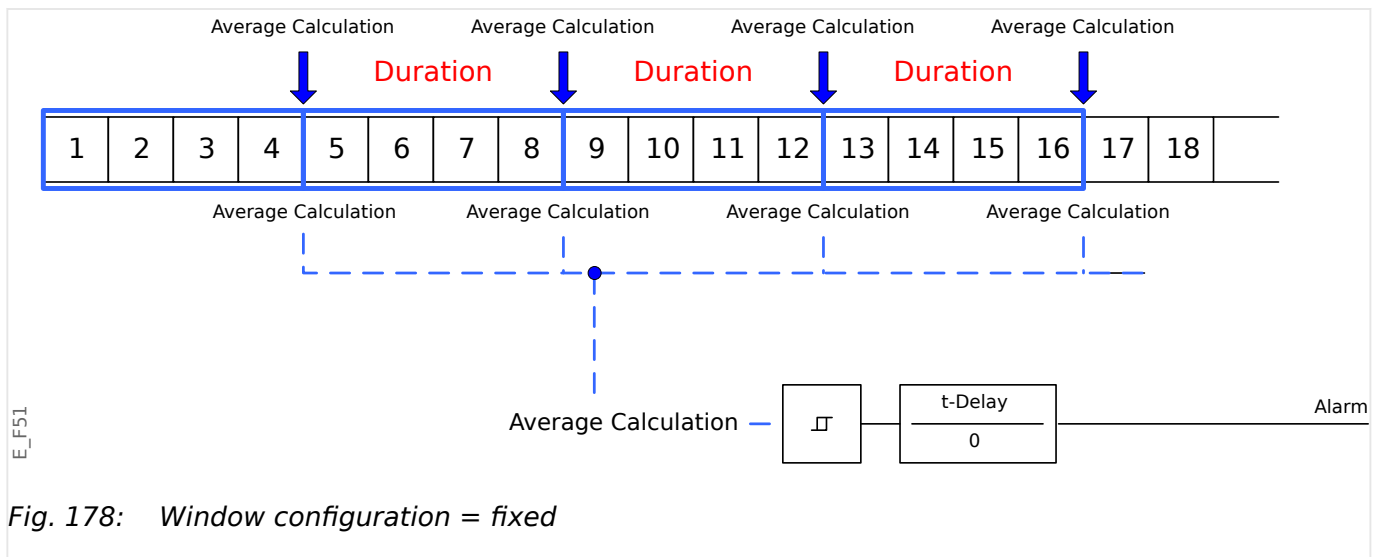 Average Calculation Average Calculation Average Calculation Average Calculation
Duration Duration Duration
1 2 3 4 5 6 7 8 9 10 11 12 13 14 15 16 17 18
Average Calculation Average Calculation Average Calculation Average Calculation
t-Delay
Alarm
Average Calculation
0
E_F51
Fig. 178: Window configuration = fixed